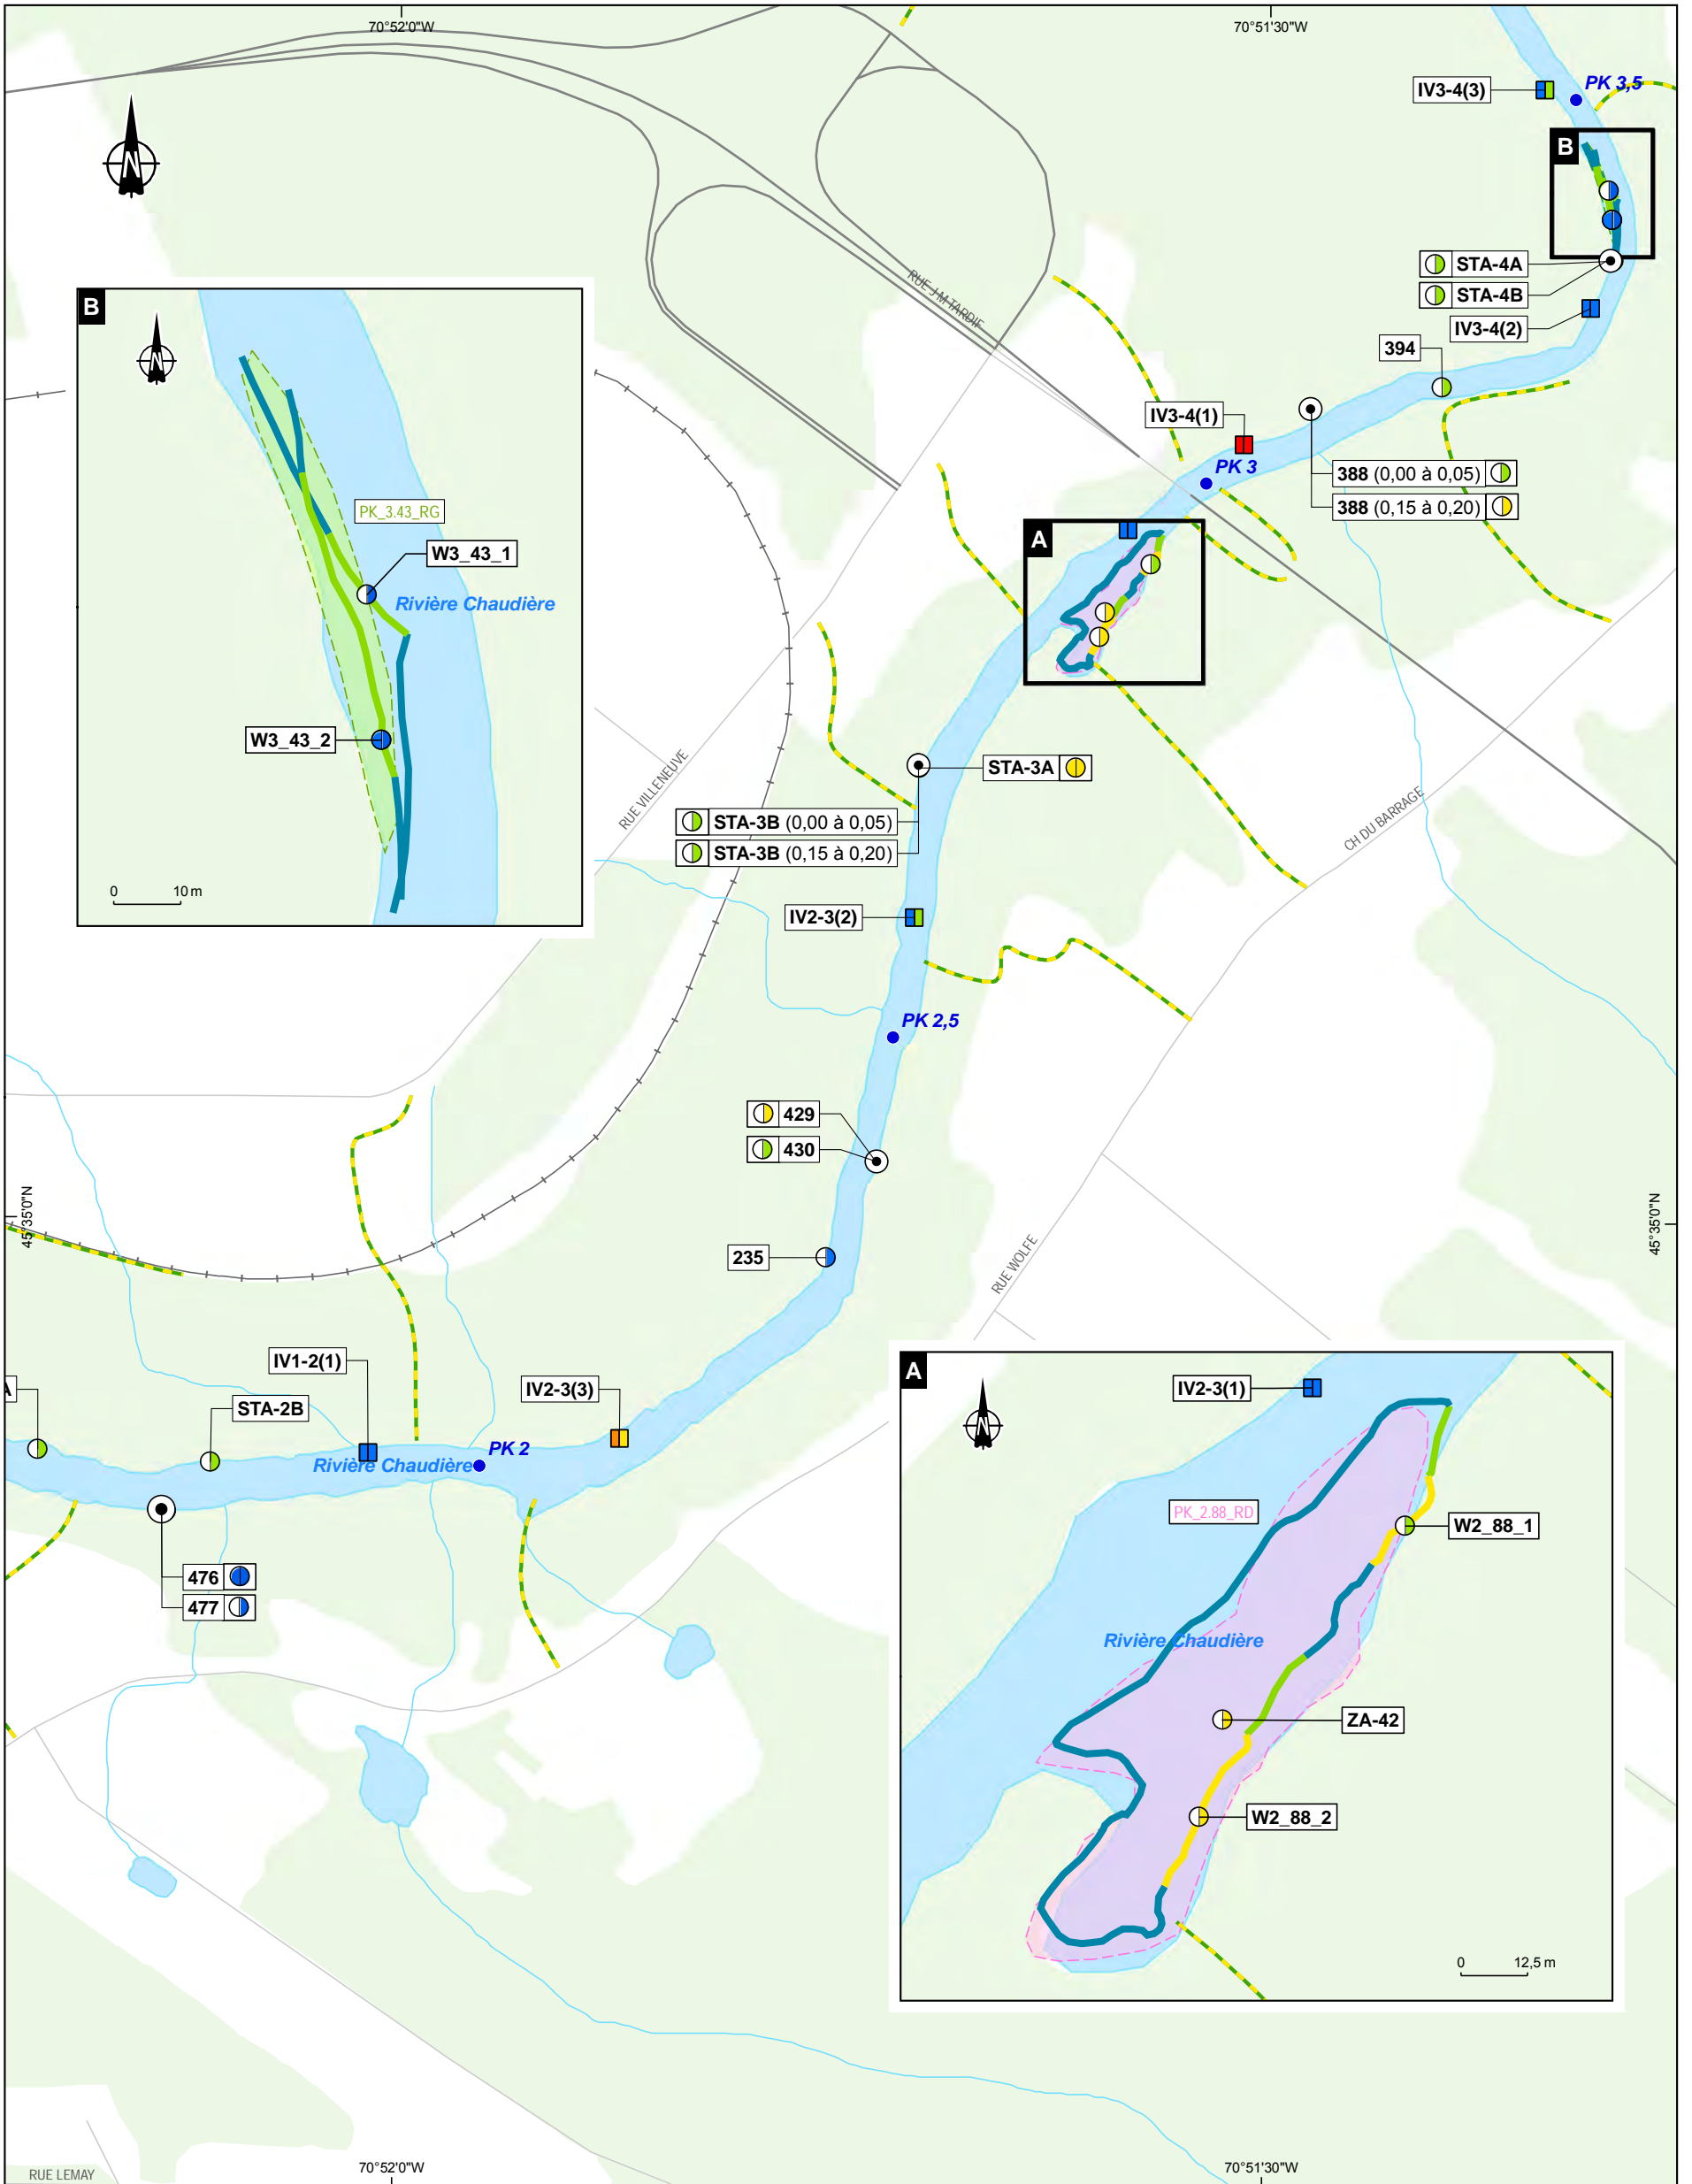 70°52'0"W
70°51'30"W
N
IV3-4(3)
PK 3,5
B
STA-4A
STA-4B
IV3-4(2)
394
RUE J M TARDIF
IV3-4(1)
PK 3
388 (0,00 à 0,05)
388 (0,15 à 0,20)
A
B
PK_3.43_RG
W3_43_1
Rivière Chaudière
W3_43_2
0 10 m
RUE VILLENEUVE
STA-3A
STA-3B (0,00 à 0,05)
STA-3B (0,15 à 0,20)
CH DU BARRAGE
IV2-3(2)
PK 2,5
429
430
45°35'0"N
45°35'0"N
235
RUE WOLFE
IV1-2(1)
IV2-3(3)
A
STA-2B
PK 2
Rivière Chaudière
476
477
A
IV2-3(1)
PK_2.88_RD
W2_88_1
Rivière Chaudière
ZA-42
W2_88_2
0 12,5 m
RUE LEMAY
70°52'0"W
70°51'30"W